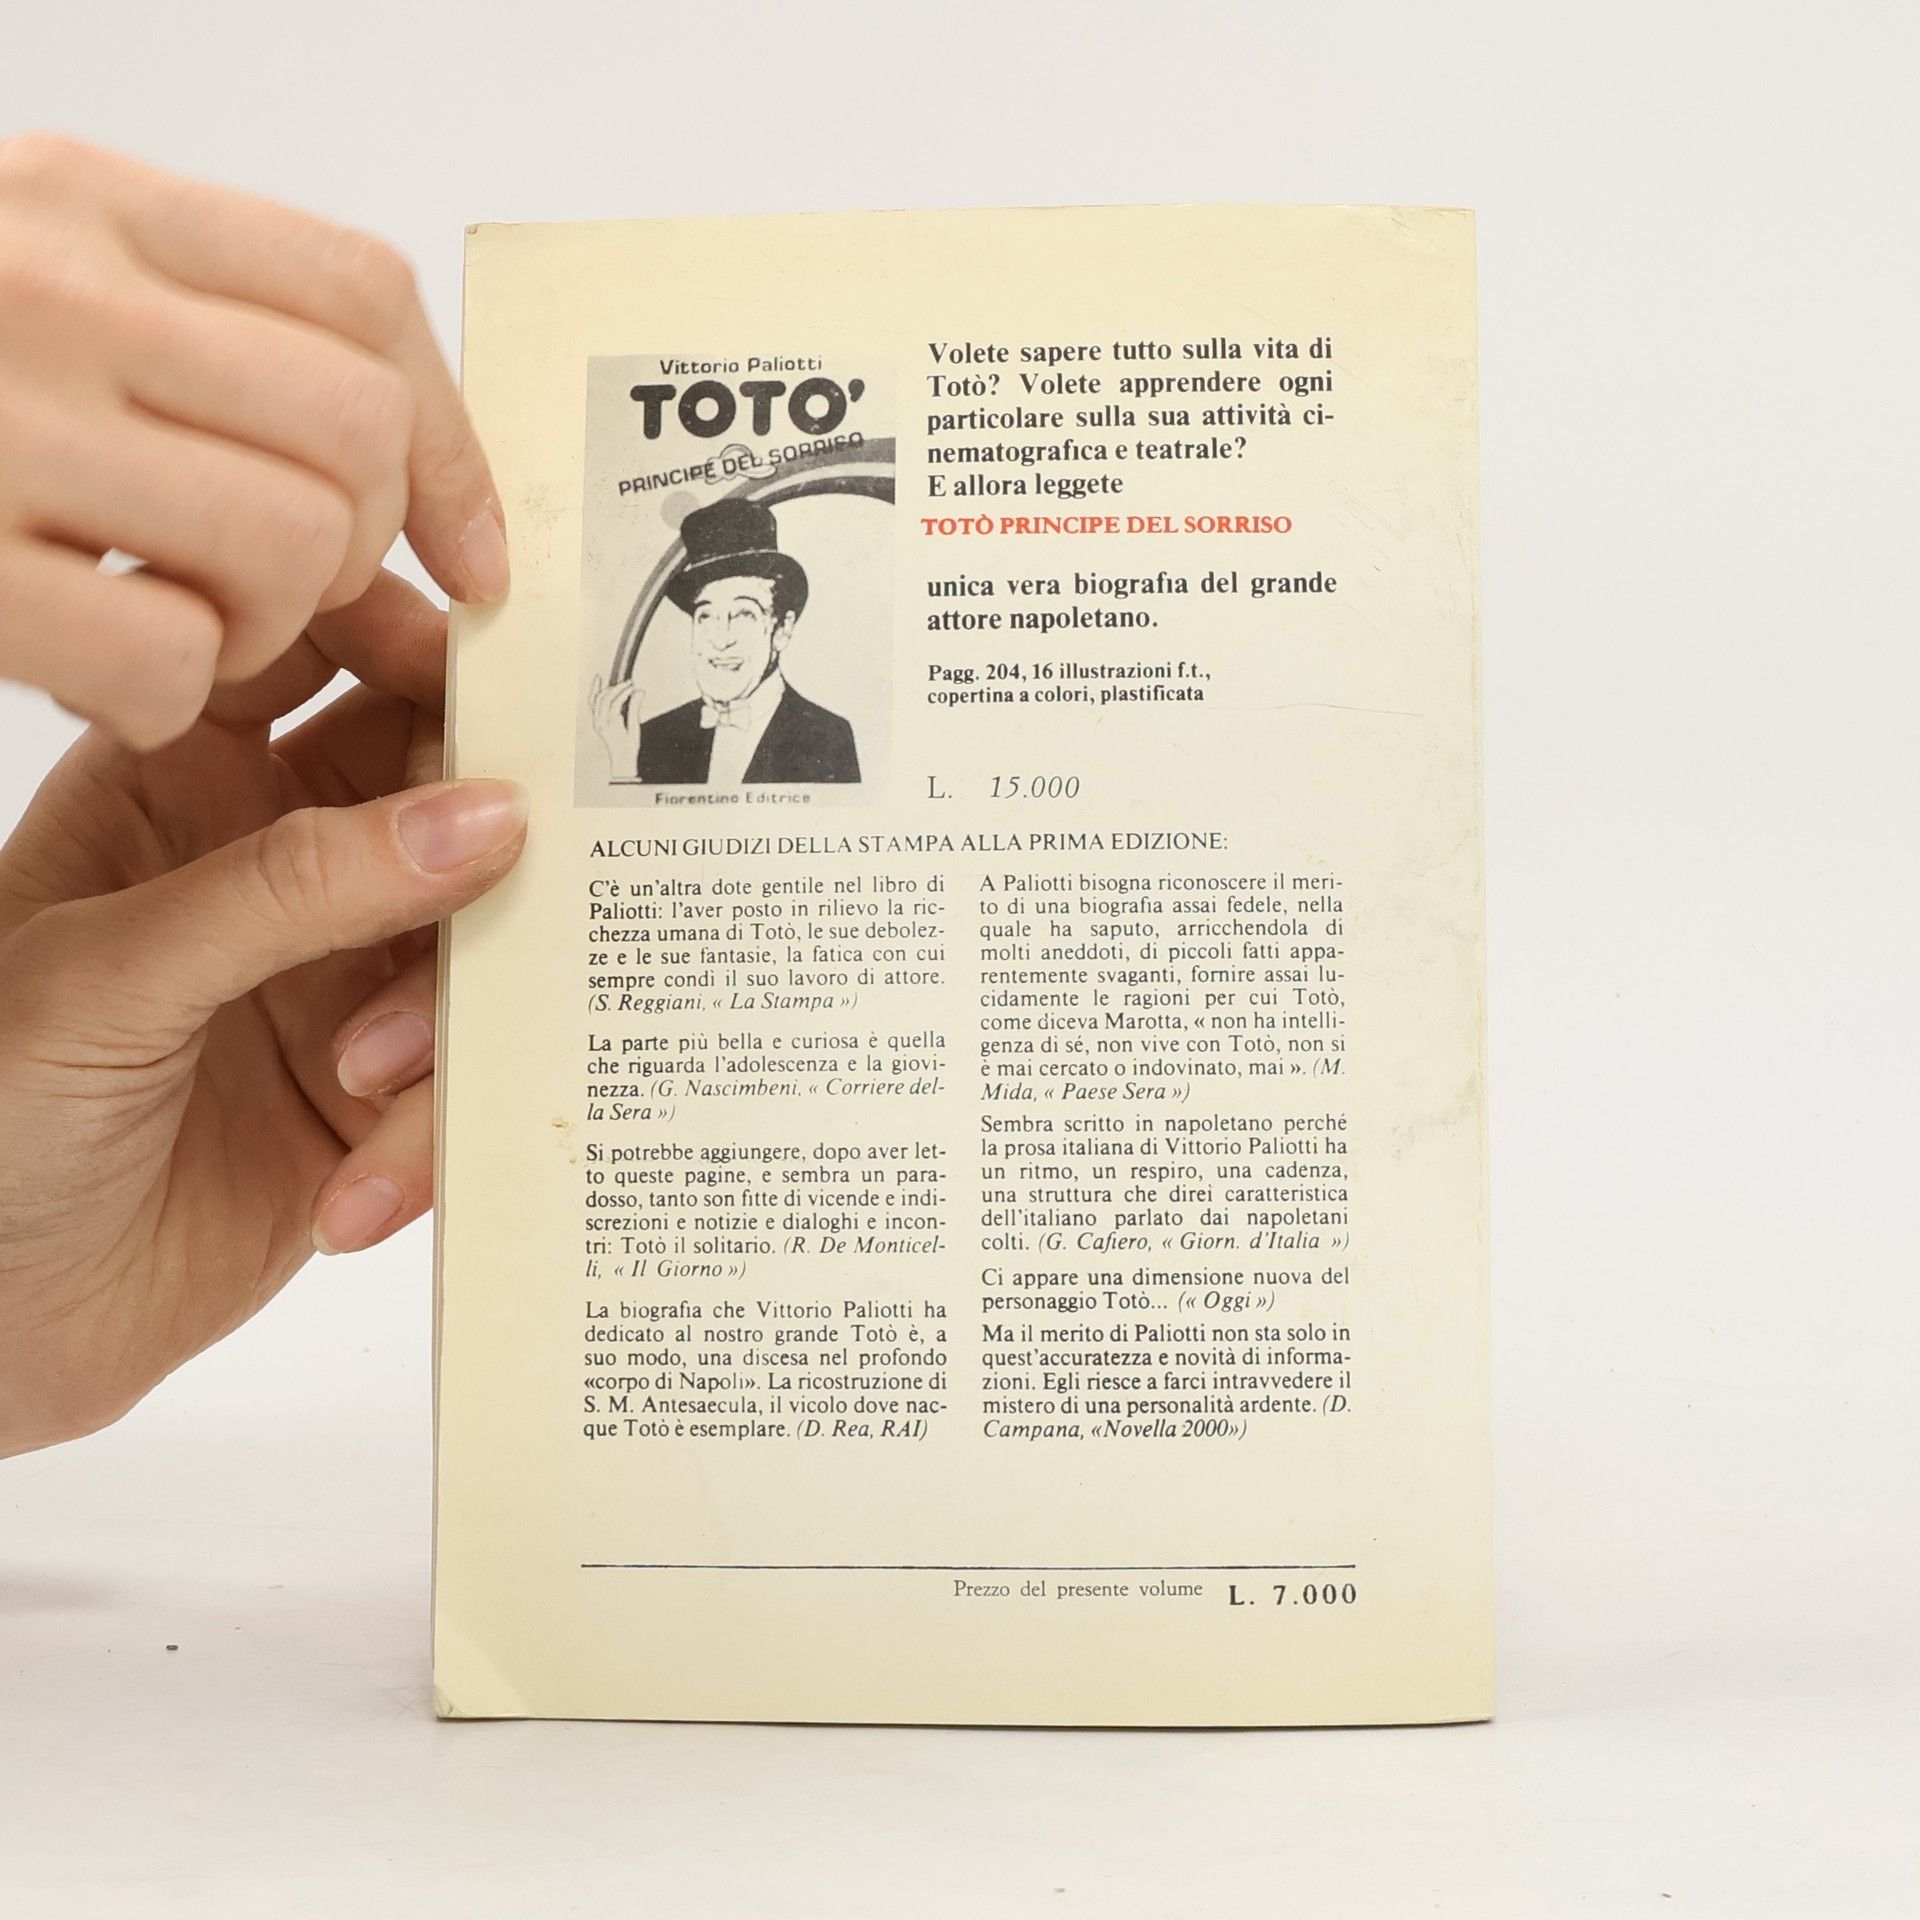 Vittorio Paliotti
TOTO'
PRINCIPE DEL SORRISO
Fiorentino Editrice
Volete sapere tutto sulla vita di
Totò? Volete apprendere ogni
particolare sulla sua attività ci-
nematografica e teatrale?
E allora leggete
TOTÒ PRINCIPE DEL SORRISO
unica vera biografia del grande
attore napoletano.
Pagg. 204, 16 illustrazioni f.t.,
copertina a colori, plastificata
L. 15.000
ALCUNI GIUDIZI DELLA STAMPA ALLA PRIMA EDIZIONE:
C'è un'altra dote gentile nel libro di
Paliotti: l'aver posto in rilievo la ric-
chezza umana di Totò, le sue debolez-
ze e le sue fantasie, la fatica con cui
sempre condì il suo lavoro di attore.
(S. Reggiani, « La Stampa »)
La parte più bella e curiosa è quella
che riguarda l'adolescenza e la giovi-
nezza. (G. Nascimbeni, « Corriere del-
la Sera »)
Si potrebbe aggiungere, dopo aver let-
to queste pagine, e sembra un para-
dosso, tanto son fitte di vicende e indi-
screzioni e notizie e dialoghi e incon-
tri: Totò il solitario. (R. De Monticel-
li, « Il Giorno »)
La biografia che Vittorio Paliotti ha
dedicato al nostro grande Totò è, a
suo modo, una discesa nel profondo
«corpo di Napoli». La ricostruzione di
S. M. Antesaecula, il vicolo dove nac-
que Totò è esemplare. (D. Rea, RAI)
A Paliotti bisogna riconoscere il meri-
to di una biografia assai fedele, nella
quale ha saputo, arricchendola di
molti aneddoti, di piccoli fatti appa-
rentemente svaganti, fornire assai lu-
cidamente le ragioni per cui Totò,
come diceva Marotta, « non ha intelli-
genza di sé, non vive con Totò, non si
è mai cercato o indovinato, mai ». (M.
Mida, « Paese Sera »)
Sembra scritto in napoletano perché
la prosa italiana di Vittorio Paliotti ha
un ritmo, un respiro, una cadenza,
una struttura che direi caratteristica
dell'italiano parlato dai napoletani
colti. (G. Cafiero, « Giorn. d'Italia »)
Ci appare una dimensione nuova del
personaggio Totò... (« Oggi »)
Ma il merito di Paliotti non sta solo in
quest'accuratezza e novità di informa-
zioni. Egli riesce a farci intravvedere il
mistero di una personalità ardente. (D.
Campana, «Novella 2000»)
Prezzo del presente volume L. 7.000